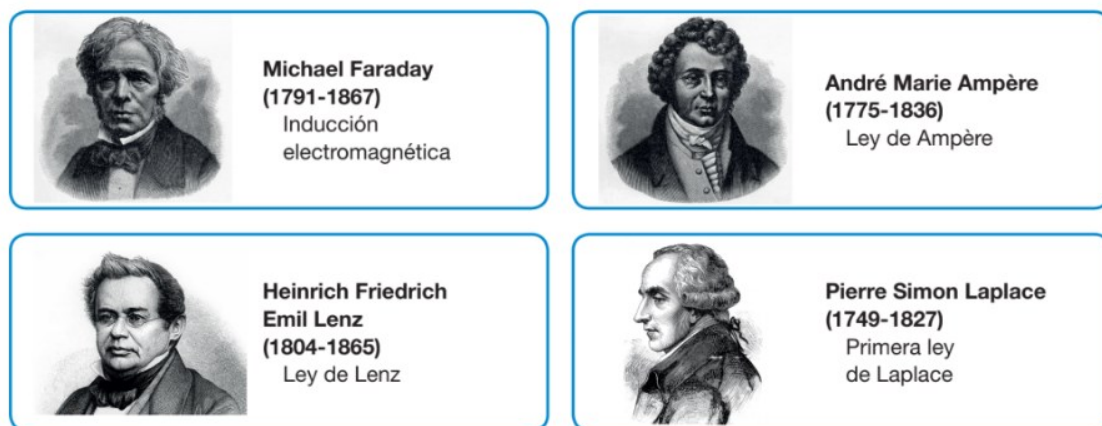 Michael Faraday
(1791-1867)
Inducción
electromagnética
André Marie Ampère
(1775-1836)
Ley de Ampère
Heinrich Friedrich
Emil Lenz
(1804-1865)
Ley de Lenz
Pierre Simon Laplace
(1749-1827)
Primera ley
de Laplace